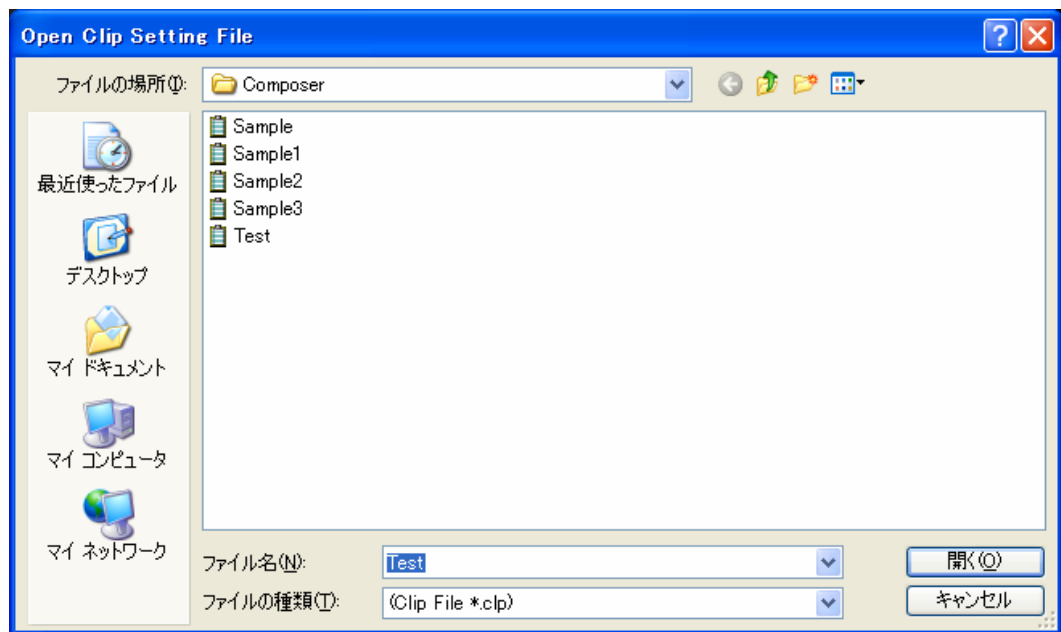 Open Clip Setting File
ファイルの場所(I):
Composer
最近使ったファイル
デスクトップ
マイ ドキュメント
マイ コンピュータ
マイ ネットワーク
Sample
Sample1
Sample2
Sample3
Test
ファイル名(N):
Test
開く(O)
ファイルの種類(T):
(Clip File *.clp)
キャンセル